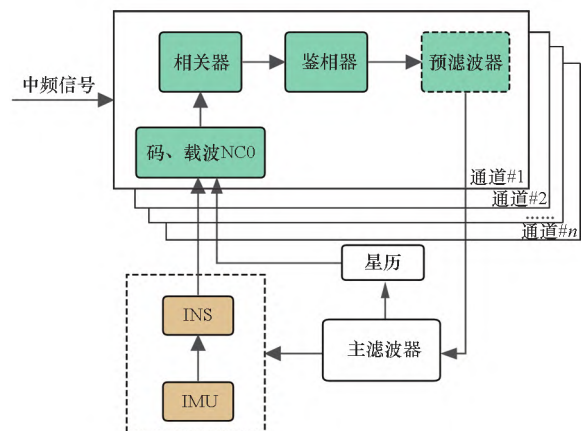 中频信号
相关器
鉴相器
预滤波器
码、载波NC0
通道#1
通道#2
......
通道#n
星历
INS
主滤波器
IMU